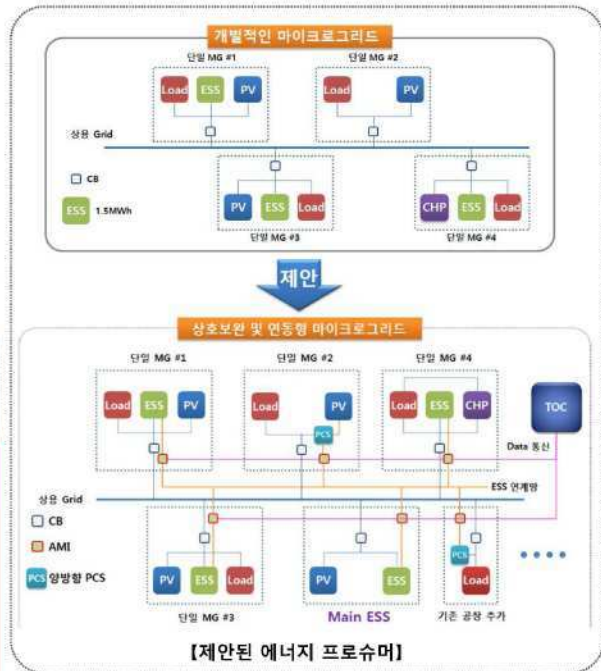 개별적인 마이크로그리드
단일 MG #1
단일 MG #2
Load
ESS
PV
Load
PV
상용 Grid
CB
ESS
1.5MWh
PV
ESS
Load
CHP
ESS
Load
단일 MG #3
단일 MG #4
제안
상호보완 및 연동형 마이크로그리드
단일 MG #1
단일 MG #2
단일 MG #4
Load
ESS
PV
Load
PV
PCS
Load
ESS
CHP
TOC
Data 통신
ESS 연계망
상용 Grid
CB
AMI
PCS
양방향 PCS
PV
ESS
Load
PV
ESS
PCS
Load
단일 MG #3
Main ESS
기존 공장 추가
[제안된 에너지 프로슈머]